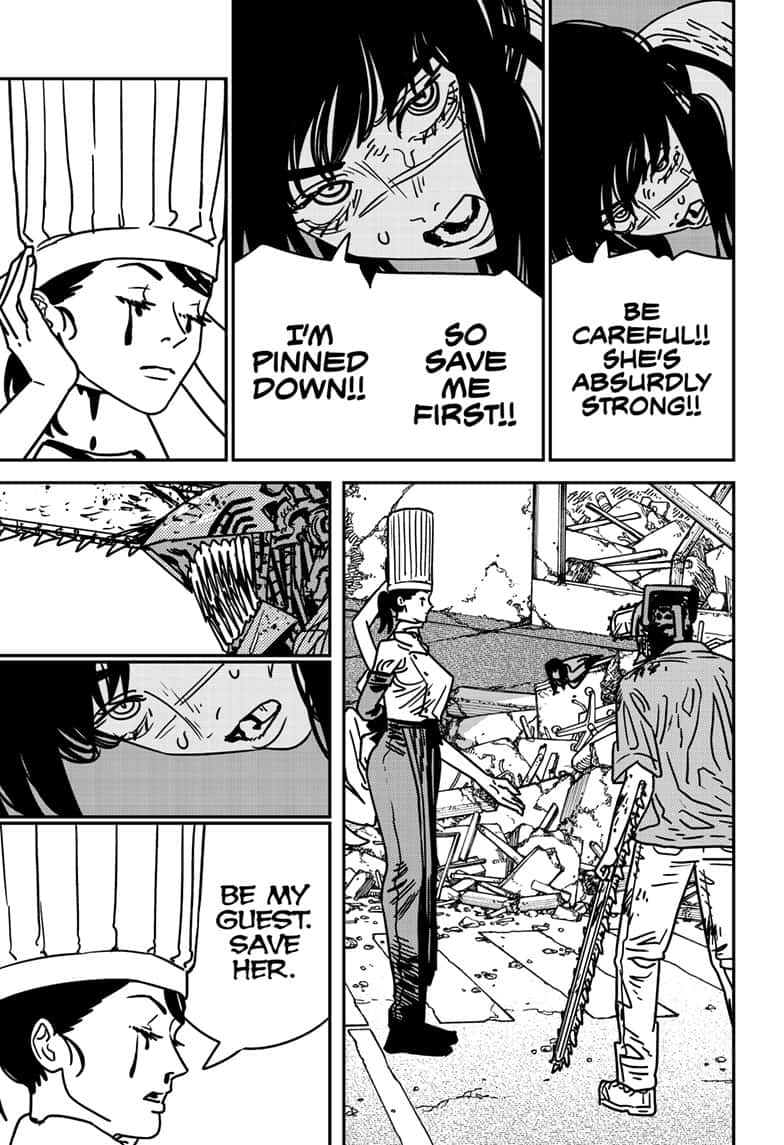 BE
CAREFUL!!
SHE'S
ABSURDLY
STRONG!!
SO
SAVE
ME
FIRST!!
I'M
PINNED
DOWN!!
BE MY
GUEST.
SAVE
HER.